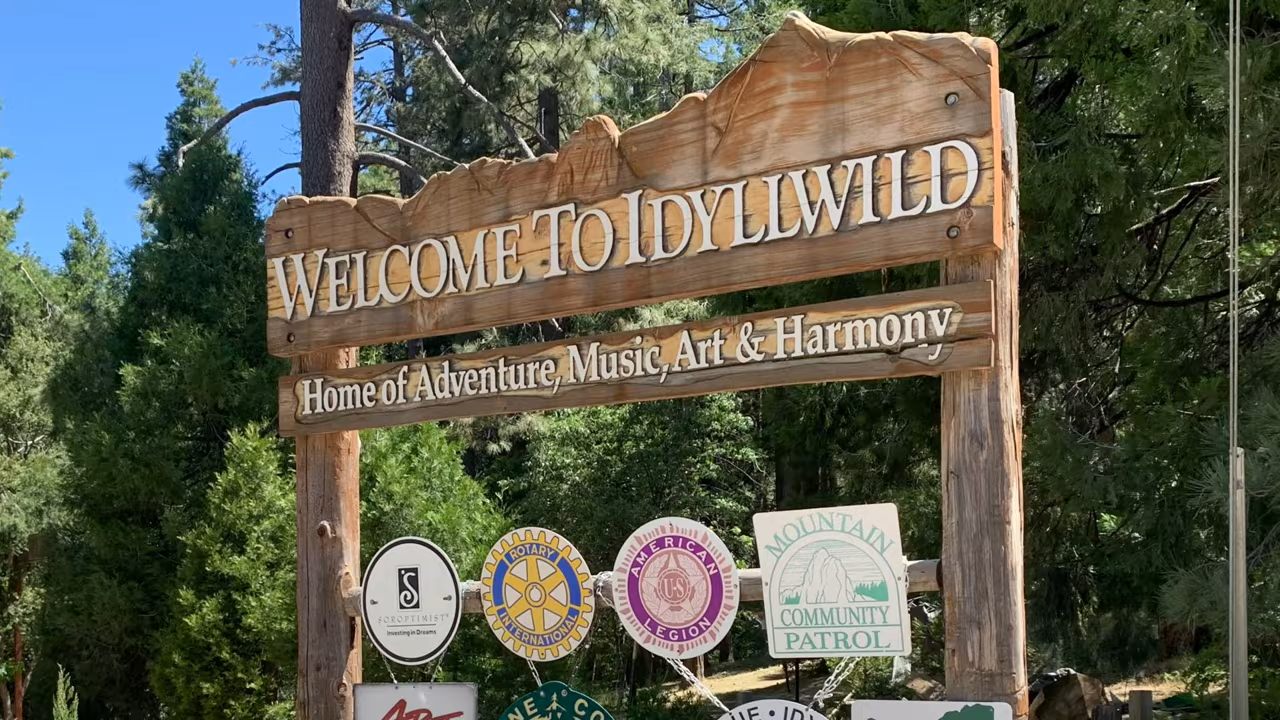 WELCOME TO IDYLLWILD
Home of Adventure, Music, Art & Harmony
S
SOROPTIMIST
Investing in Dreams
ROTARY
INTERNATIONAL
AMERICAN
U·S
LEGION
MOUNTAIN
COMMUNITY
PATROL
ART